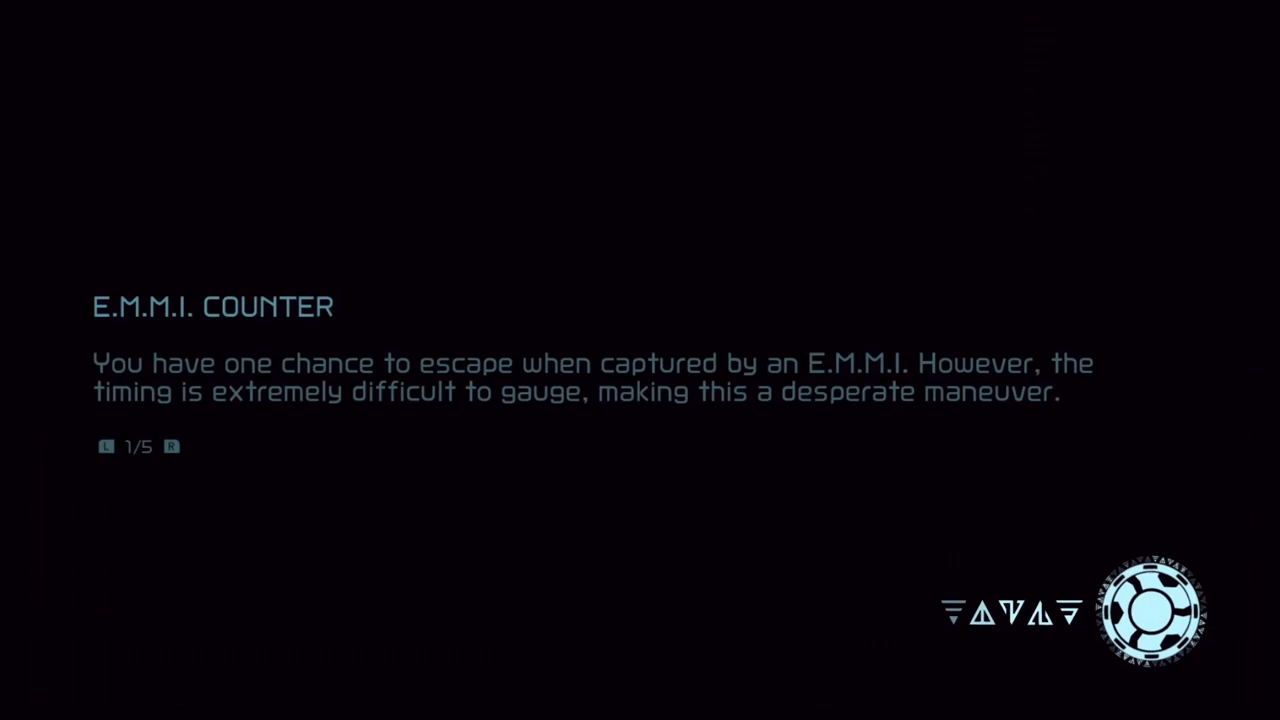 E.M.M.I. COUNTER
You have one chance to escape when captured by an E.M.M.I. However, the
timing is extremely difficult to gauge, making this a desperate maneuver.
L 1/5 R